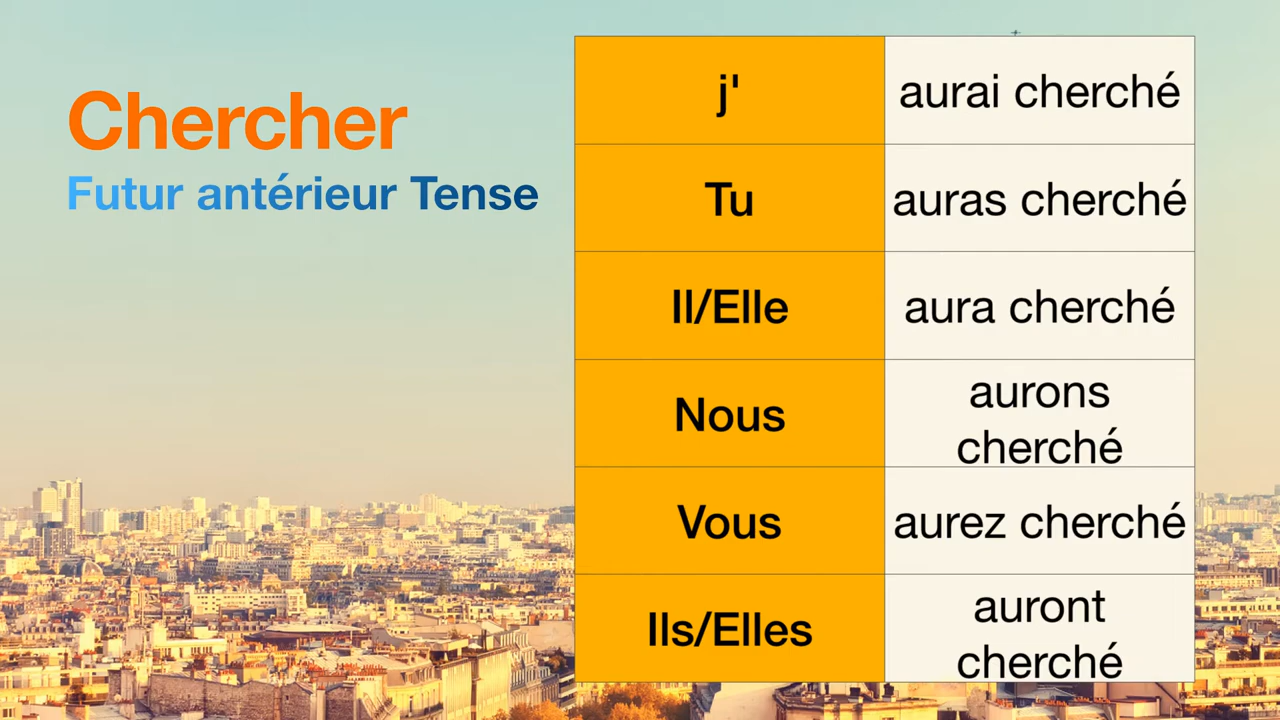 Chercher
Futur antérieur Tense
j' aurai cherché
Tu auras cherché
Il/Elle aura cherché
Nous aurons
cherché
Vous aurez cherché
Ils/Elles auront
cherché